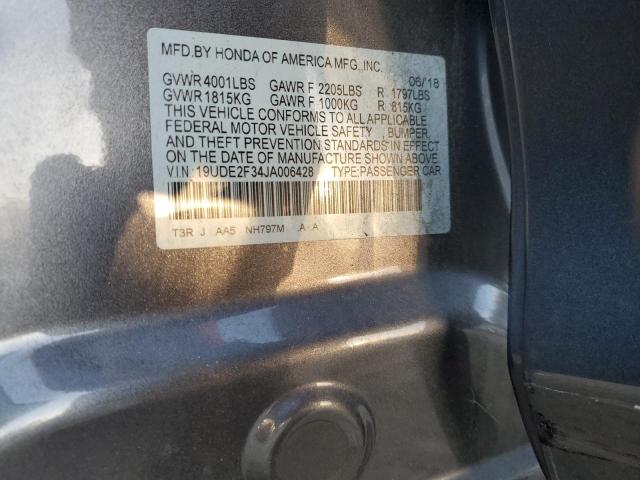 MFD.BY HONDA OF AMERICA MFG.,INC. 06/18
GVWR 4001LBS GAWR F 2205LBS R 1797LBS
GVWR 1815KG GAWR F 1000KG R 815KG
THIS VEHICLE CONFORMS TO ALL APPLICABLE
FEDERAL MOTOR VEHICLE SAFETY , BUMPER,
AND THEFT PREVENTION STANDARDS IN EFFECT
ON THE DATE OF MANUFACTURE SHOWN ABOVE.
VIN: 19UDE2F34JA006428 TYPE:PASSENGER CAR
T3R J AA5 NH797M .A-A